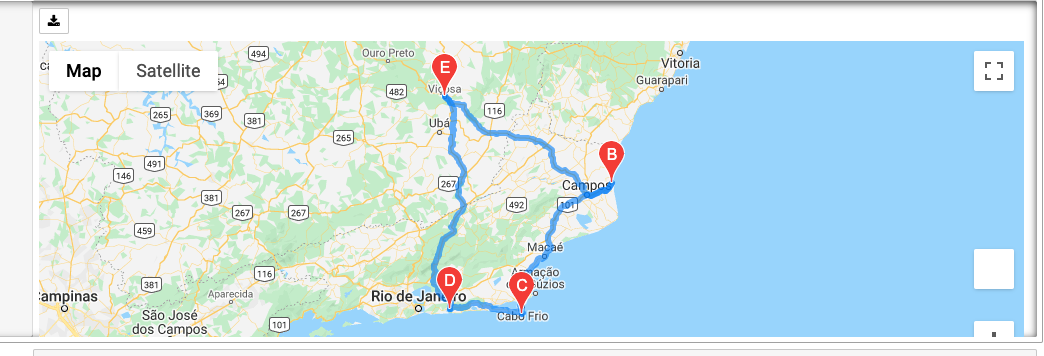 494
Ouro Preto
Vitoria
Map
Satellite
E
Guarapari
482
Viçosa
116
265
369
381
Ubá
265
B
491
146
267
Campos
381
267
267
492
101
459
Macaé
116
D
Armação
381
C
Búzios
Campinas
Aparecida
Rio de Janeiro
São José
dos Campos
101
Cabo Frio